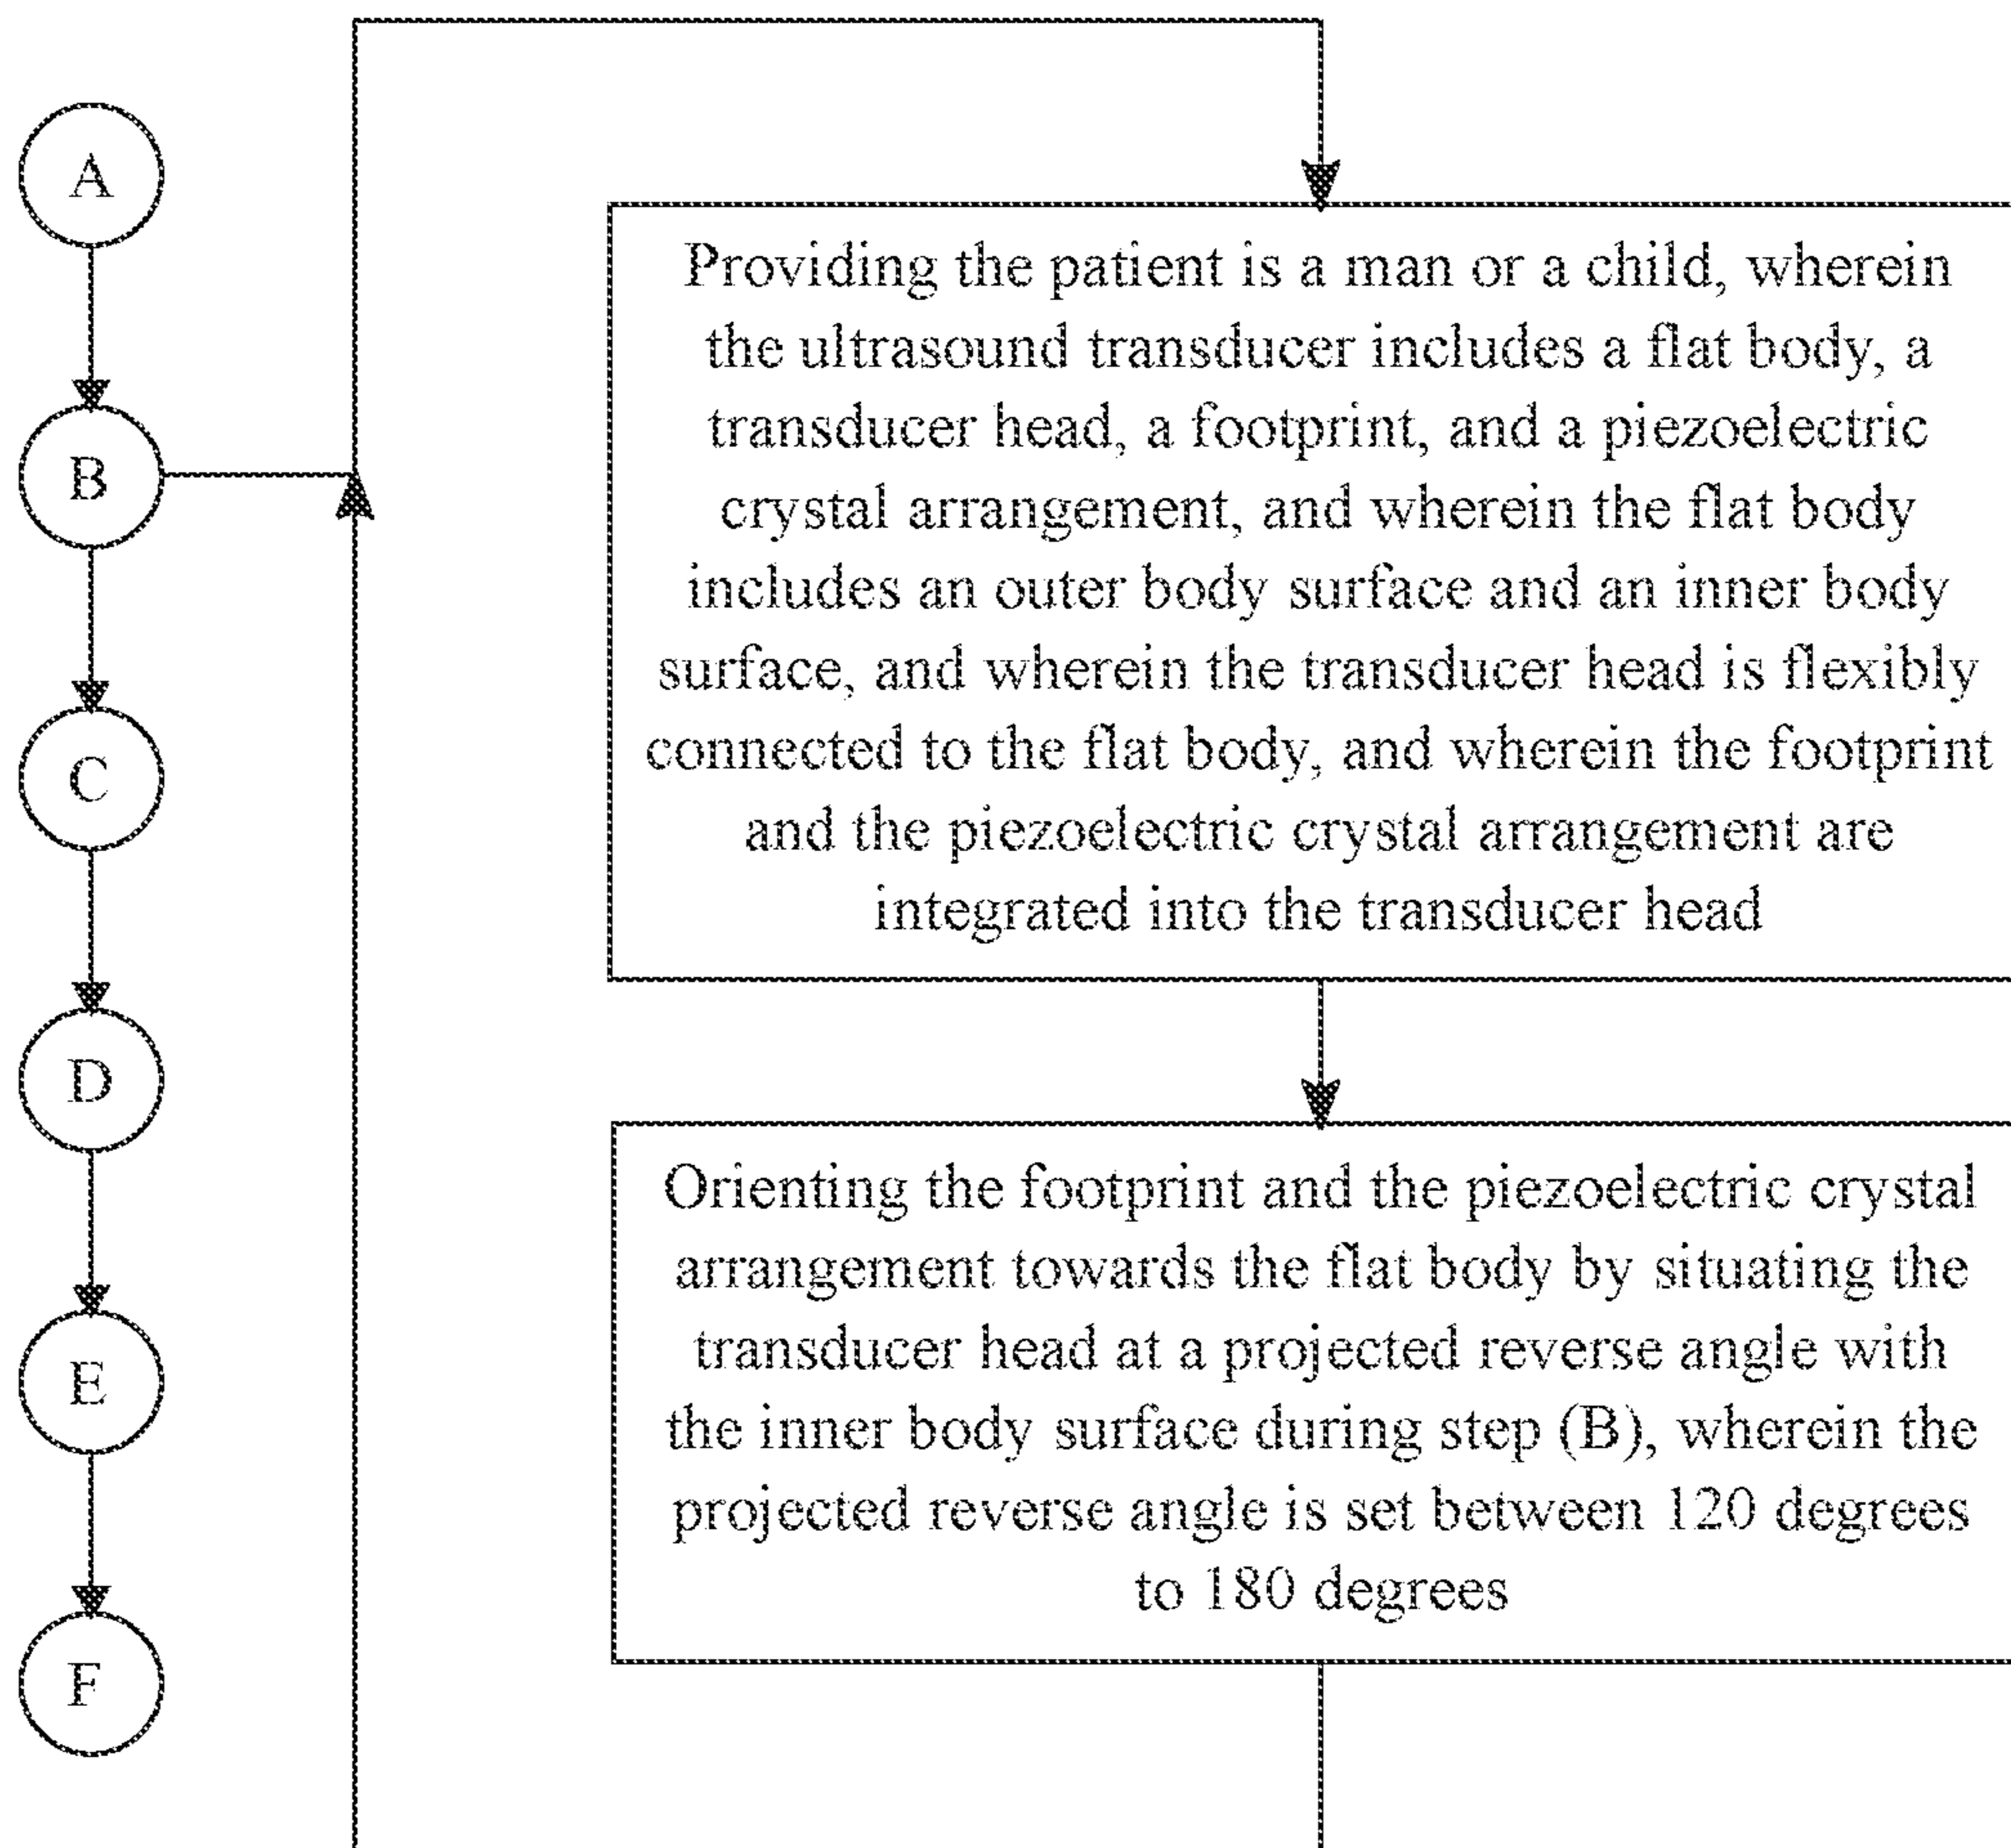 A
B
C
D
E
F
Providing the patient is a man or a child, wherein
the ultrasound transducer includes a flat body, a
transducer head, a footprint, and a piezoelectric
crystal arrangement, and wherein the flat body
includes an outer body surface and an inner body
surface, and wherein the transducer head is flexibly
connected to the flat body, and wherein the footprint
and the piezoelectric crystal arrangement are
integrated into the transducer head
Orienting the footprint and the piezoelectric crystal
arrangement towards the flat body by situating the
transducer head at a projected reverse angle with
the inner body surface during step (B), wherein the
projected reverse angle is set between 120 degrees
to 180 degrees